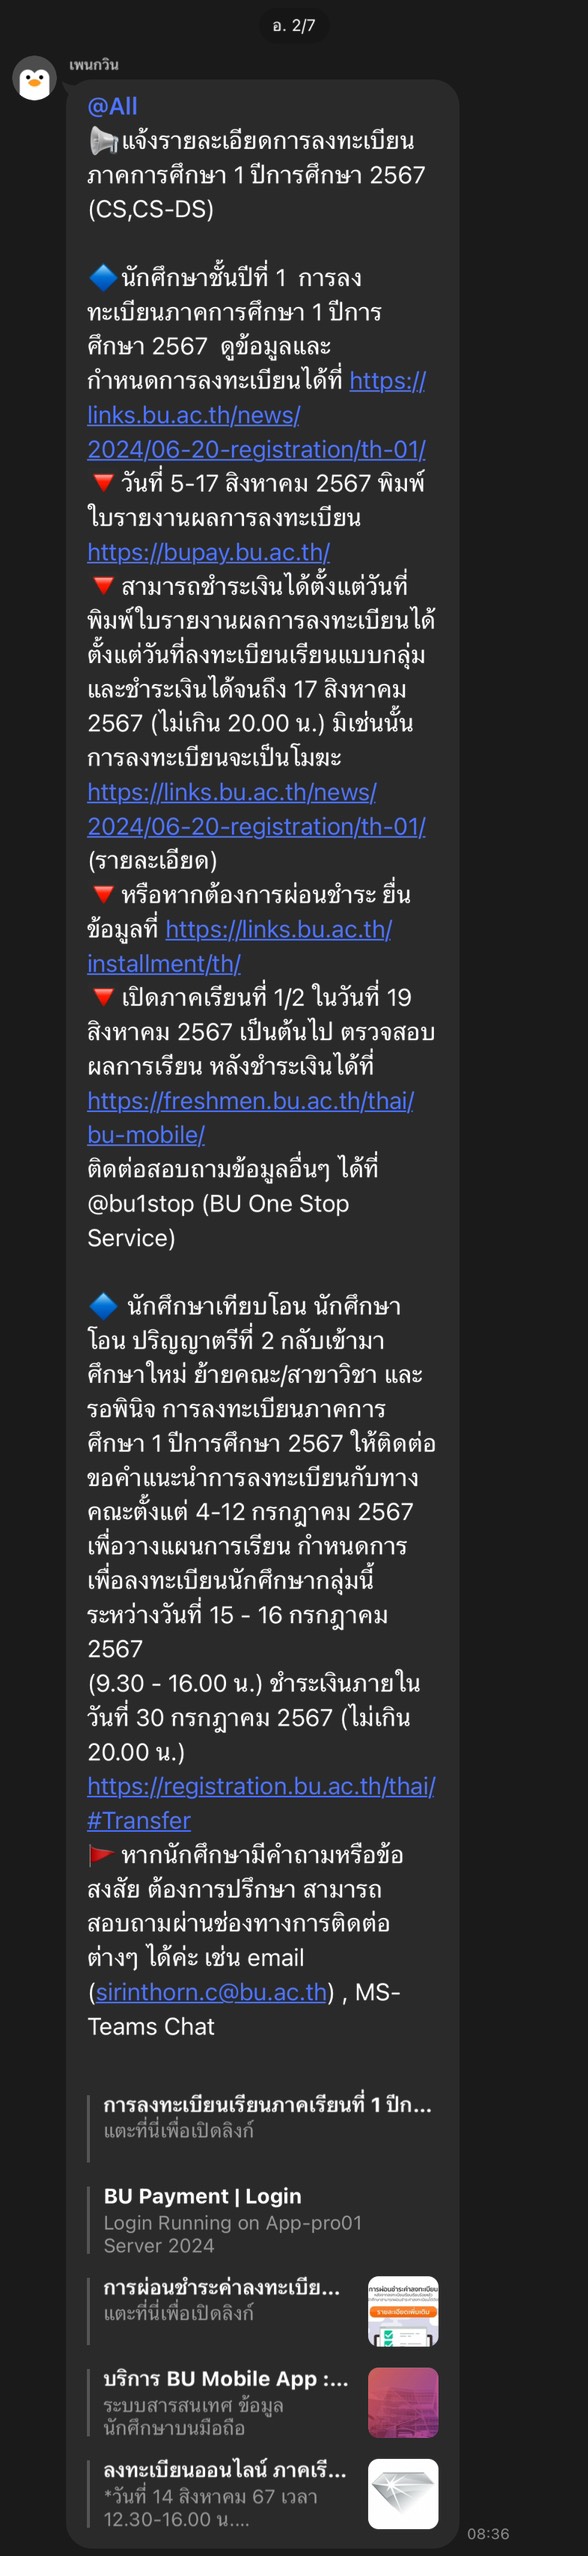 อ. 2/7
เพนกวิน
@All
📢แจ้งรายละเอียดการลงทะเบียน
ภาคการศึกษา 1 ปีการศึกษา 2567
(CS,CS-DS)
🔷นักศึกษาชั้นปีที่ 1  การลง
ทะเบียนภาคการศึกษา 1 ปีการ
ศึกษา 2567  ดูข้อมูลและ
กำหนดการลงทะเบียนได้ที่ https://
links.bu.ac.th/news/
2024/06-20-registration/th-01/
🔻 วันที่ 5-17 สิงหาคม 2567 พิมพ์
ใบรายงานผลการลงทะเบียน
https://bupay.bu.ac.th/
🔻 สามารถชำระเงินได้ตั้งแต่วันที่
พิมพ์ใบรายงานผลการลงทะเบียนได้
ตั้งแต่วันที่ลงทะเบียนเรียนแบบกลุ่ม
และชำระเงินได้จนถึง 17 สิงหาคม
2567 (ไม่เกิน 20.00 น.) มิเช่นนั้น
การลงทะเบียนจะเป็นโมฆะ
https://links.bu.ac.th/news/
2024/06-20-registration/th-01/
(รายละเอียด)
🔻 หรือหากต้องการผ่อนชำระ ยื่น
ข้อมูลที่ https://links.bu.ac.th/
installment/th/
🔻 เปิดภาคเรียนที่ 1/2 ในวันที่ 19
สิงหาคม 2567 เป็นต้นไป ตรวจสอบ
ผลการเรียน หลังชำระเงินได้ที่
https://freshmen.bu.ac.th/thai/
bu-mobile/
ติดต่อสอบถามข้อมูลอื่นๆ ได้ที่
@bu1stop (BU One Stop
Service)
🔷 นักศึกษาเทียบโอน นักศึกษา
โอน ปริญญาตรีที่ 2 กลับเข้ามา
ศึกษาใหม่ ย้ายคณะ/สาขาวิชา และ
รอพินิจ การลงทะเบียนภาคการ
ศึกษา 1 ปีการศึกษา 2567 ให้ติดต่อ
ขอคำแนะนำการลงทะเบียนกับทาง
คณะตั้งแต่ 4-12 กรกฎาคม 2567
เพื่อวางแผนการเรียน กำหนดการ
เพื่อลงทะเบียนนักศึกษากลุ่มนี้
ระหว่างวันที่ 15 - 16 กรกฎาคม
2567
(9.30 - 16.00 น.) ชำระเงินภายใน
วันที่ 30 กรกฎาคม 2567 (ไม่เกิน
20.00 น.)
https://registration.bu.ac.th/thai/
#Transfer
🚩 หากนักศึกษามีคำถามหรือข้อ
สงสัย ต้องการปรึกษา สามารถ
สอบถามผ่านช่องทางการติดต่อ
ต่างๆ ได้ค่ะ เช่น email
(sirinthorn.c@bu.ac.th) , MS-
Teams Chat
การลงทะเบียนเรียนภาคเรียนที่ 1 ปีก...
แตะที่นี่เพื่อเปิดลิงก์
BU Payment | Login
Login Running on App-pro01
Server 2024
การผ่อนชำระค่าลงทะเบีย...
แตะที่นี่เพื่อเปิดลิงก์
การผ่อนชำระค่าลงทะเบียน
รายละเอียดเพิ่มเติม
บริการ BU Mobile App :...
ระบบสารสนเทศ ข้อมูล
นักศึกษาบนมือถือ
ลงทะเบียนออนไลน์ ภาคเรี...
*วันที่ 14 สิงหาคม 67 เวลา
12.30-16.00 น....
08:36